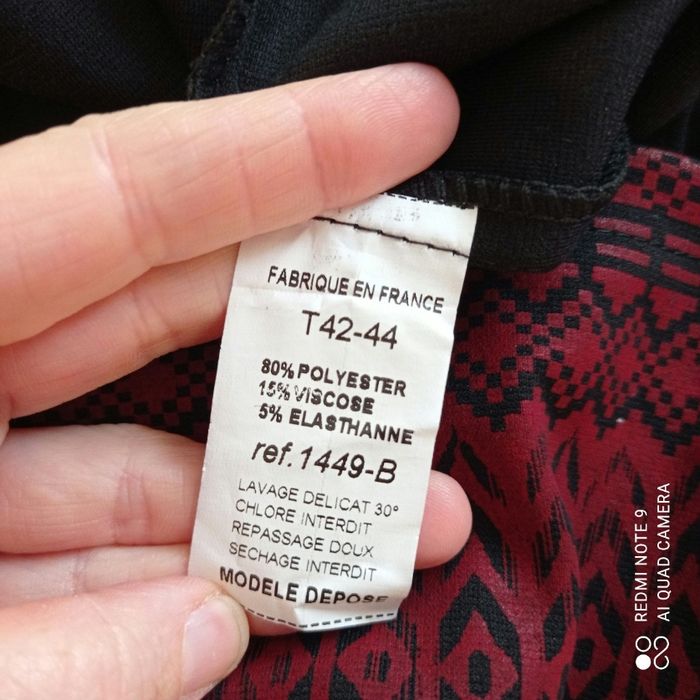 FABRIQUE EN FRANCE
T42-44
80% POLYESTER
15% VISCOSE
5% ELASTHANNE
ref.1449-B
LAVAGE DELICAT 30°
CHLORE INTERDIT
REPASSAGE DOUX
SECHAGE INTERDIT
MODELE DEPOSE
REDMI NOTE 9
AI QUAD CAMERA